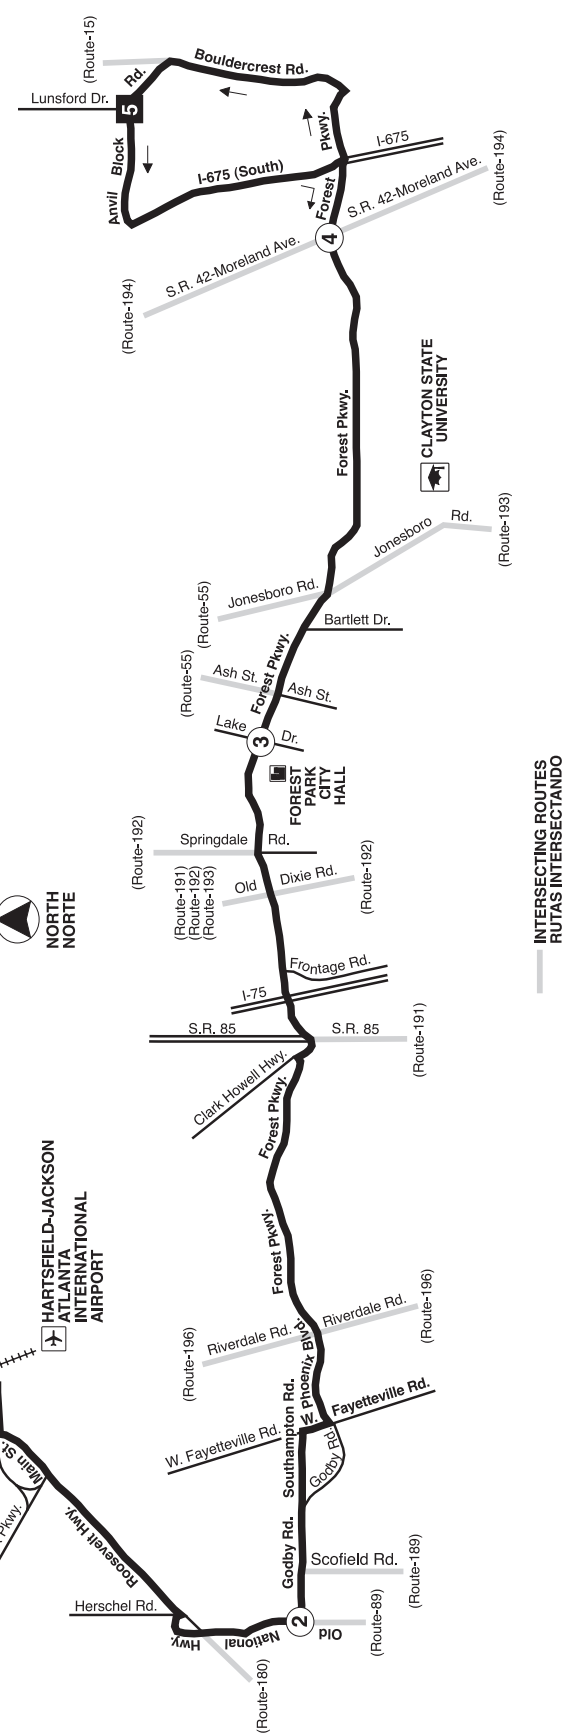 (Route-15)
Rd.
Bouldercrest Rd.
Lunsford Dr.
5
Block
Anvil
I-675 (South)
Pkwy.
Forest
I-675
4
S.R. 42-Moreland Ave.
(Route-194)
S.R. 42-Moreland Ave.
(Route-194)
Forest Pkwy.
CLAYTON STATE
UNIVERSITY
Jonesboro
Rd.
(Route-193)
Jonesboro Rd.
(Route-55)
Bartlett Dr.
Forest Pkwy.
Ash St.
(Route-55)
Ash St.
Lake
Dr.
3
FOREST
PARK
CITY
HALL
(Route-192)
Springdale
Rd.
(Route-191)
(Route-192)
(Route-193)
Old
Dixie Rd.
(Route-192)
NORTH
NORTE
INTERSECTING ROUTES
RUTAS INTERSECTANDO
Frontage Rd.
I-75
S.R. 85
S.R. 85
(Route-191)
Clark Howell Hwy.
Forest Pkwy.
Forest Pkwy.
HARTSFIELD-JACKSON
ATLANTA
INTERNATIONAL
AIRPORT
(Route-196)
Riverdale Rd.
Riverdale Rd.
(Route-196)
Phoenix Blvd.
W.
W. Fayetteville Rd.
Fayetteville Rd.
Southampton Rd.
Godby Rd.
Godby Rd.
Main St.
Pkwy.
Roosevelt Hwy.
Scofield Rd.
(Route-189)
Herschel Rd.
2
Old
National
Hwy.
(Route-89)
(Route-180)